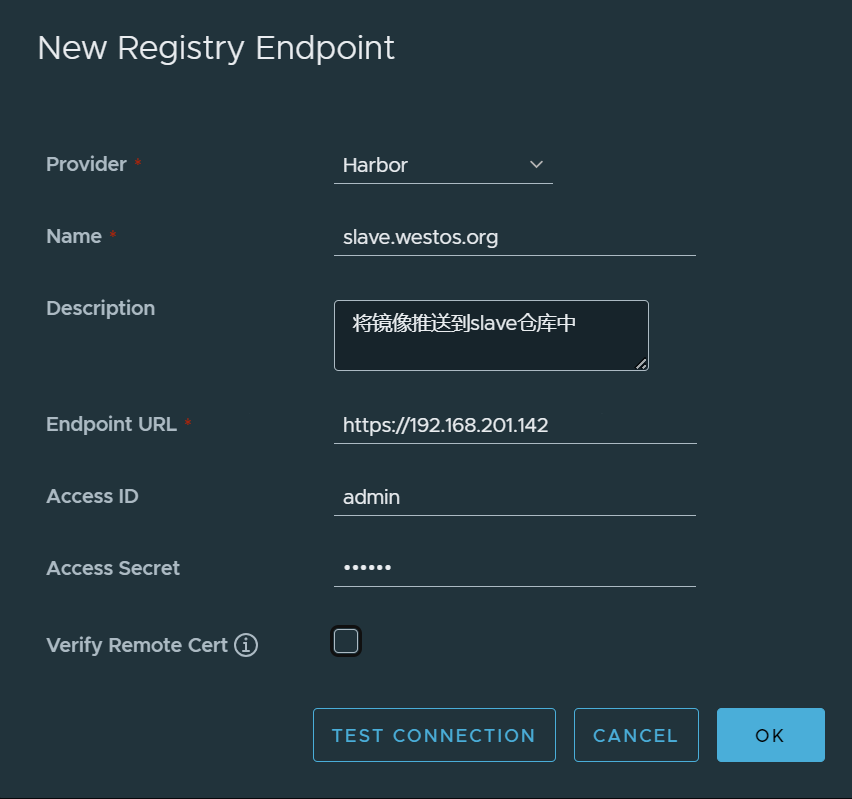 New Registry Endpoint
Provider *
Harbor
Name *
slave.westos.org
Description
将镜像推送到slave仓库中
Endpoint URL *
https://192.168.201.142
Access ID
admin
Access Secret
••••••
Verify Remote Cert
TEST CONNECTION
CANCEL
OK